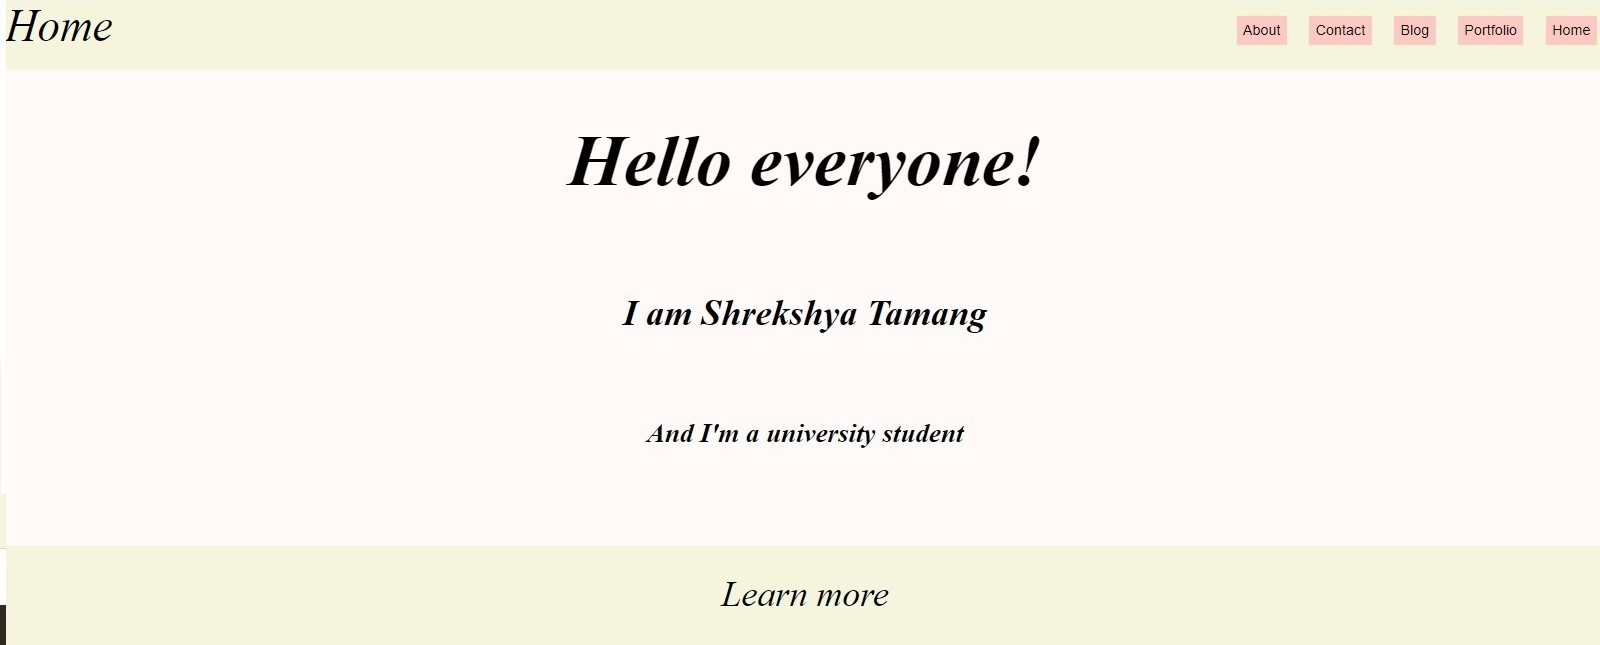 Home
About Contact Blog Portfolio Home
Hello everyone!
I am Shrekshya Tamang
And I'm a university student
Learn more